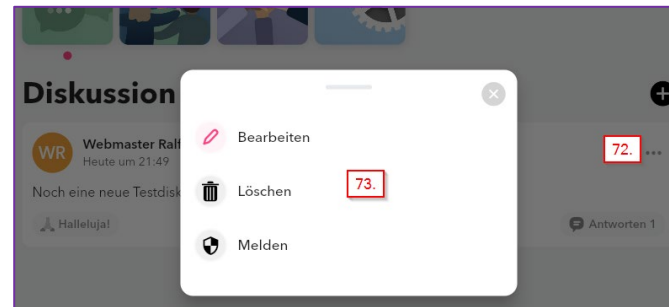 Diskussion
WR
Webmaster Ralf
Heute um 21:49
Noch eine neue Testdisk
Halleluja!
Bearbeiten
Löschen
Melden
73.
72.
Antworten 1